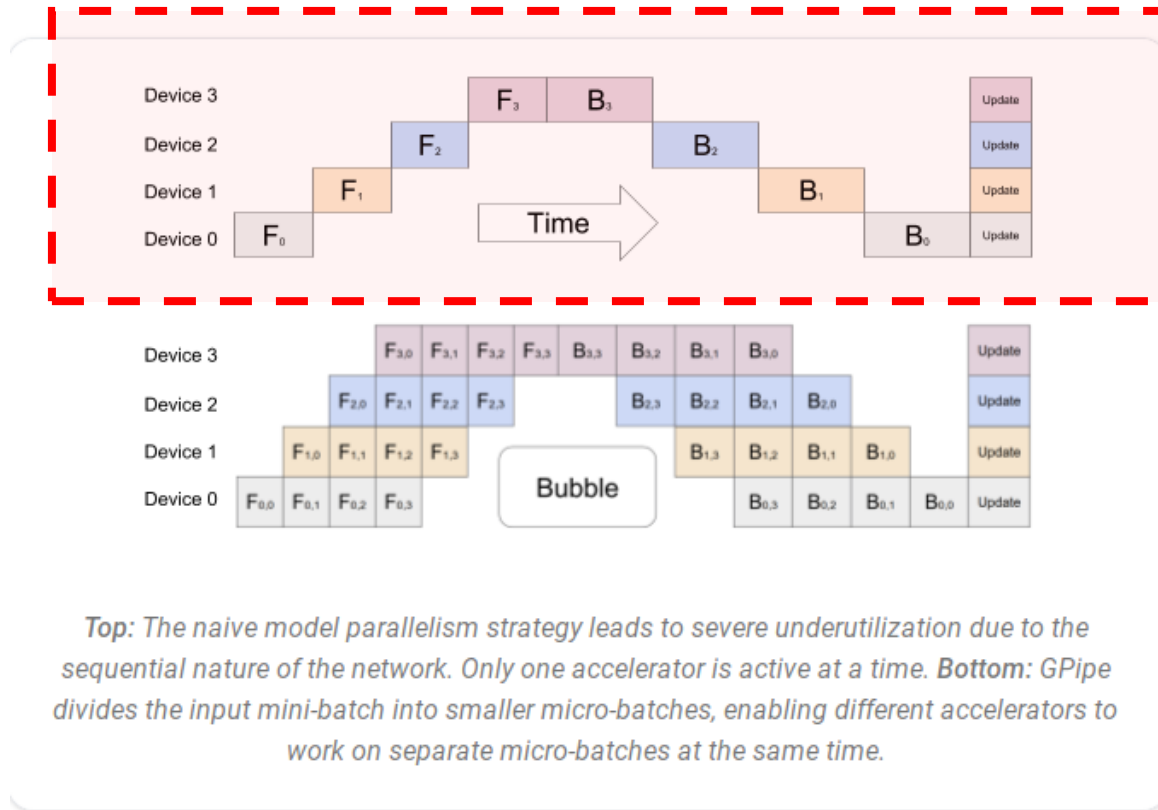 Device 3 F₃ B₃ Update
Device 2 F₂ B₂ Update
Device 1 F₁ B₁ Update
Time
Device 0 F₀ B₀ Update
Device 3 F₃,₀ F₃,₁ F₃,₂ F₃,₃ B₃,₃ B₃,₂ B₃,₁ B₃,₀ Update
Device 2 F₂,₀ F₂,₁ F₂,₂ F₂,₃ B₂,₃ B₂,₂ B₂,₁ B₂,₀ Update
Device 1 F₁,₀ F₁,₁ F₁,₂ F₁,₃ B₁,₃ B₁,₂ B₁,₁ B₁,₀ Update
Bubble
Device 0 F₀,₀ F₀,₁ F₀,₂ F₀,₃ B₀,₃ B₀,₂ B₀,₁ B₀,₀ Update
Top: The naive model parallelism strategy leads to severe underutilization due to the
sequential nature of the network. Only one accelerator is active at a time. Bottom: GPipe
divides the input mini-batch into smaller micro-batches, enabling different accelerators to
work on separate micro-batches at the same time.